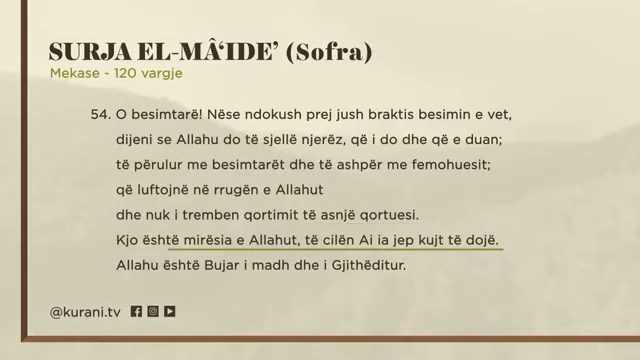 SURJA EL-MÂ‘IDE’ (Sofra)
Mekase - 120 vargje
54. O besimtarë! Nëse ndokush prej jush braktis besimin e vet,
dijeni se Allahu do të sjellë njerëz, që i do dhe që e duan;
të përulur me besimtarët dhe të ashpër me femohuesit;
që luftojnë në rrugën e Allahut
dhe nuk i tremben qortimit të asnjë qortuesi.
Kjo është mirësia e Allahut, të cilën Ai ia jep kujt të dojë.
Allahu është Bujar i madh dhe i Gjithëditur.
@kurani.tv